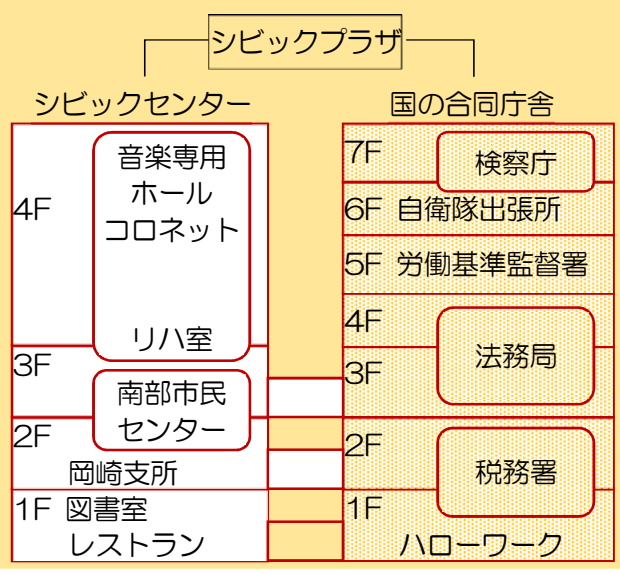 シビックプラザ
シビックセンター
音楽専用
ホール
コロネット
4F
リハ室
3F
南部市民
センター
2F
岡崎支所
1F 図書室
レストラン
国の合同庁舎
7F
検察庁
6F 自衛隊出張所
5F 労働基準監督署
4F
法務局
3F
2F
税務署
1F
ハローワーク